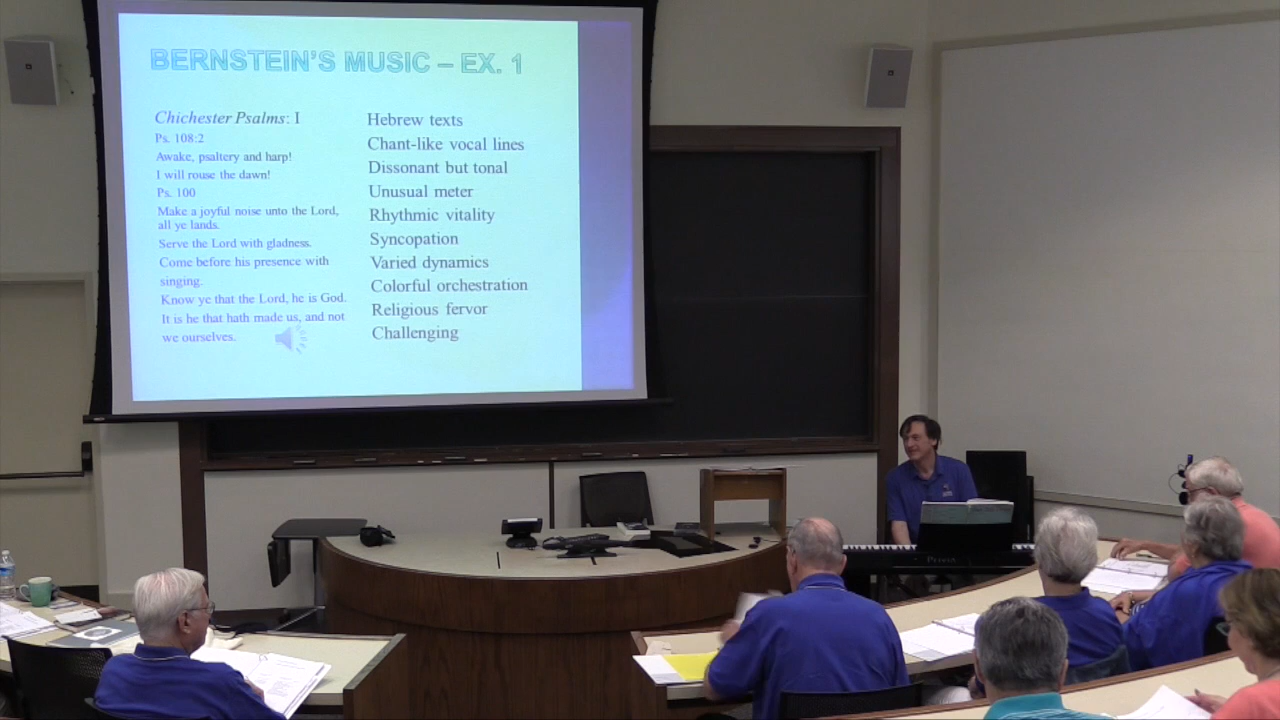 BERNSTEIN'S MUSIC – EX. 1
Chichester Psalms: I
Ps. 108:2
Awake, psaltery and harp!
I will rouse the dawn!
Ps. 100
Make a joyful noise unto the Lord,
all ye lands.
Serve the Lord with gladness.
Come before his presence with
singing.
Know ye that the Lord, he is God.
It is he that hath made us, and not
we ourselves.
Hebrew texts
Chant-like vocal lines
Dissonant but tonal
Unusual meter
Rhythmic vitality
Syncopation
Varied dynamics
Colorful orchestration
Religious fervor
Challenging